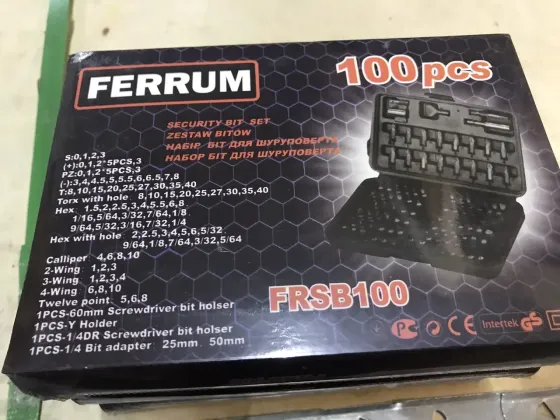 FERRUM
100pcs
SECURITY BIT SET
ZESTAW BITOW
НАБІР БІТ ДЛЯ ШУРУПОВЕРТА
НАБОР БИТ ДЛЯ ШУРУПОВЕРТА
S:0,1,2,3
(+):0,1,2*5PCS,3
PZ:0,1,2*5PCS,3
(-):3,4,4.5,5,5.5,6,6.5,7,8
T:8,10,15,20,25,27,30,35,40
Torx with hole 8,10,15,20,25,27,30,35,40
Hex 1.5,2,2.5,3,4,5,5.5,6,8
1/16,5/64,3/32,7/64,1/8
9/64,5/32,3/16,7/32,1/4
Hex with hole 2,2.5,3,4,5,6,5/32
9/64,1/8,7/64,3/32,5/64
Calliper 4,6,8,10
2-Wing 1,2,3
3-Wing 1,2,3,4
4-Wing 6,8,10
Twelve point 5,6,8
1PCS-60mm Screwdriver bit holser
1PCS-Y Holder
1PCS-1/4DR Screwdriver bit holser
1PCS-1/4 Bit adapter 25mm 50mm
FRSB100
Intertek GS